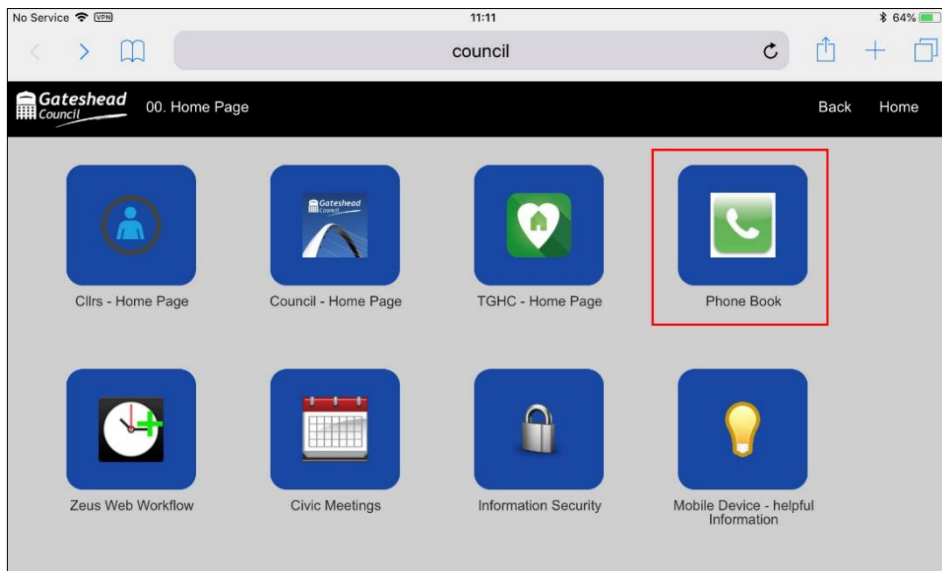 No Service VPN 11:11 64%
council
Gateshead Council 00. Home Page Back Home
Gateshead
Council
Cllrs - Home Page Council - Home Page TGHC - Home Page Phone Book
Zeus Web Workflow Civic Meetings Information Security Mobile Device - helpful
Information